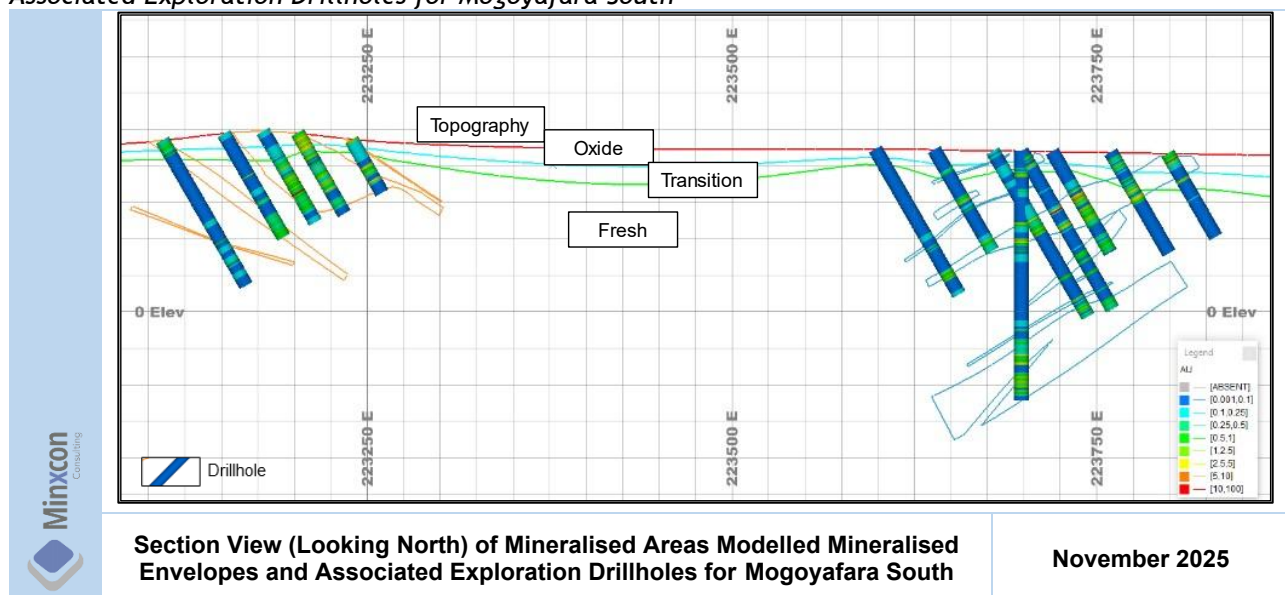 Associated Exploration Drillholes for Mogoyafara South
223250 E
223500 E
223750 E
Topography
Oxide
Transition
Fresh
0 Elev
0 Elev
Legend
AU
[ABSENT]
[0.001,0.1]
[0.1,0.25]
[0.25,0.5]
[0.5,1]
[1,2.5]
[2.5,5]
[5,10]
[10,100]
223250 E
223500 E
223750 E
Drillhole
Minxcon
Consulting
Section View (Looking North) of Mineralised Areas Modelled Mineralised
Envelopes and Associated Exploration Drillholes for Mogoyafara South
November 2025